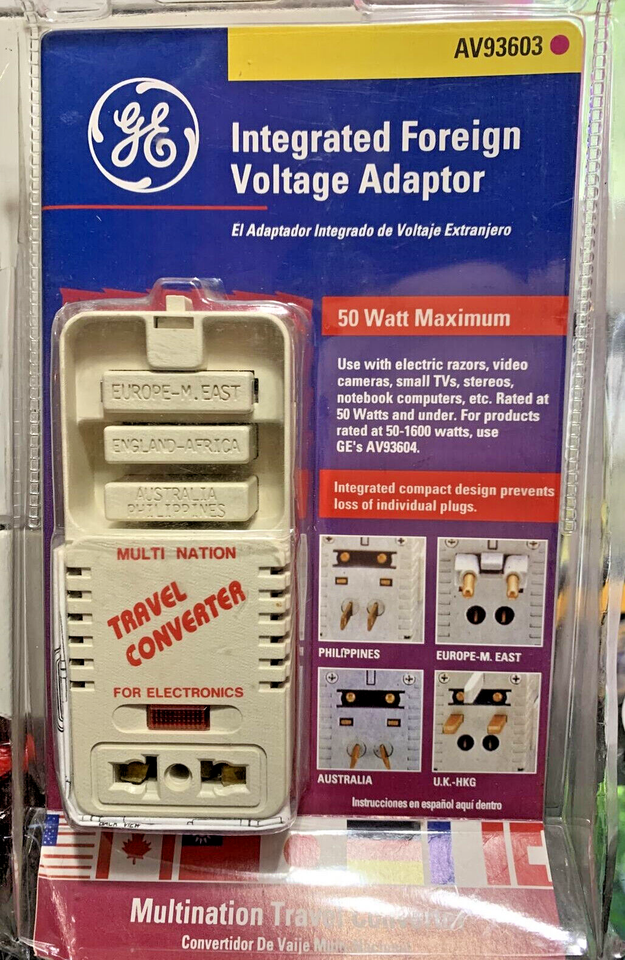 AV93603
GE
Integrated Foreign
Voltage Adaptor
El Adaptador Integrado de Voltaje Extranjero
50 Watt Maximum
Use with electric razors, video
cameras, small TVs, stereos,
notebook computers, etc. Rated at
50 Watts and under. For products
rated at 50-1600 watts, use
GE's AV93604.
Integrated compact design prevents
loss of individual plugs.
EUROPE-M.EAST
ENGLAND-AFRICA
AUSTRALIA
PHILIPPINES
MULTI NATION
TRAVEL
CONVERTER
FOR ELECTRONICS
PHILIPPINES
EUROPE-M. EAST
AUSTRALIA
U.K.-HKG
Instrucciones en español aquí dentro
Multination Travel
Convertidor De Vaije